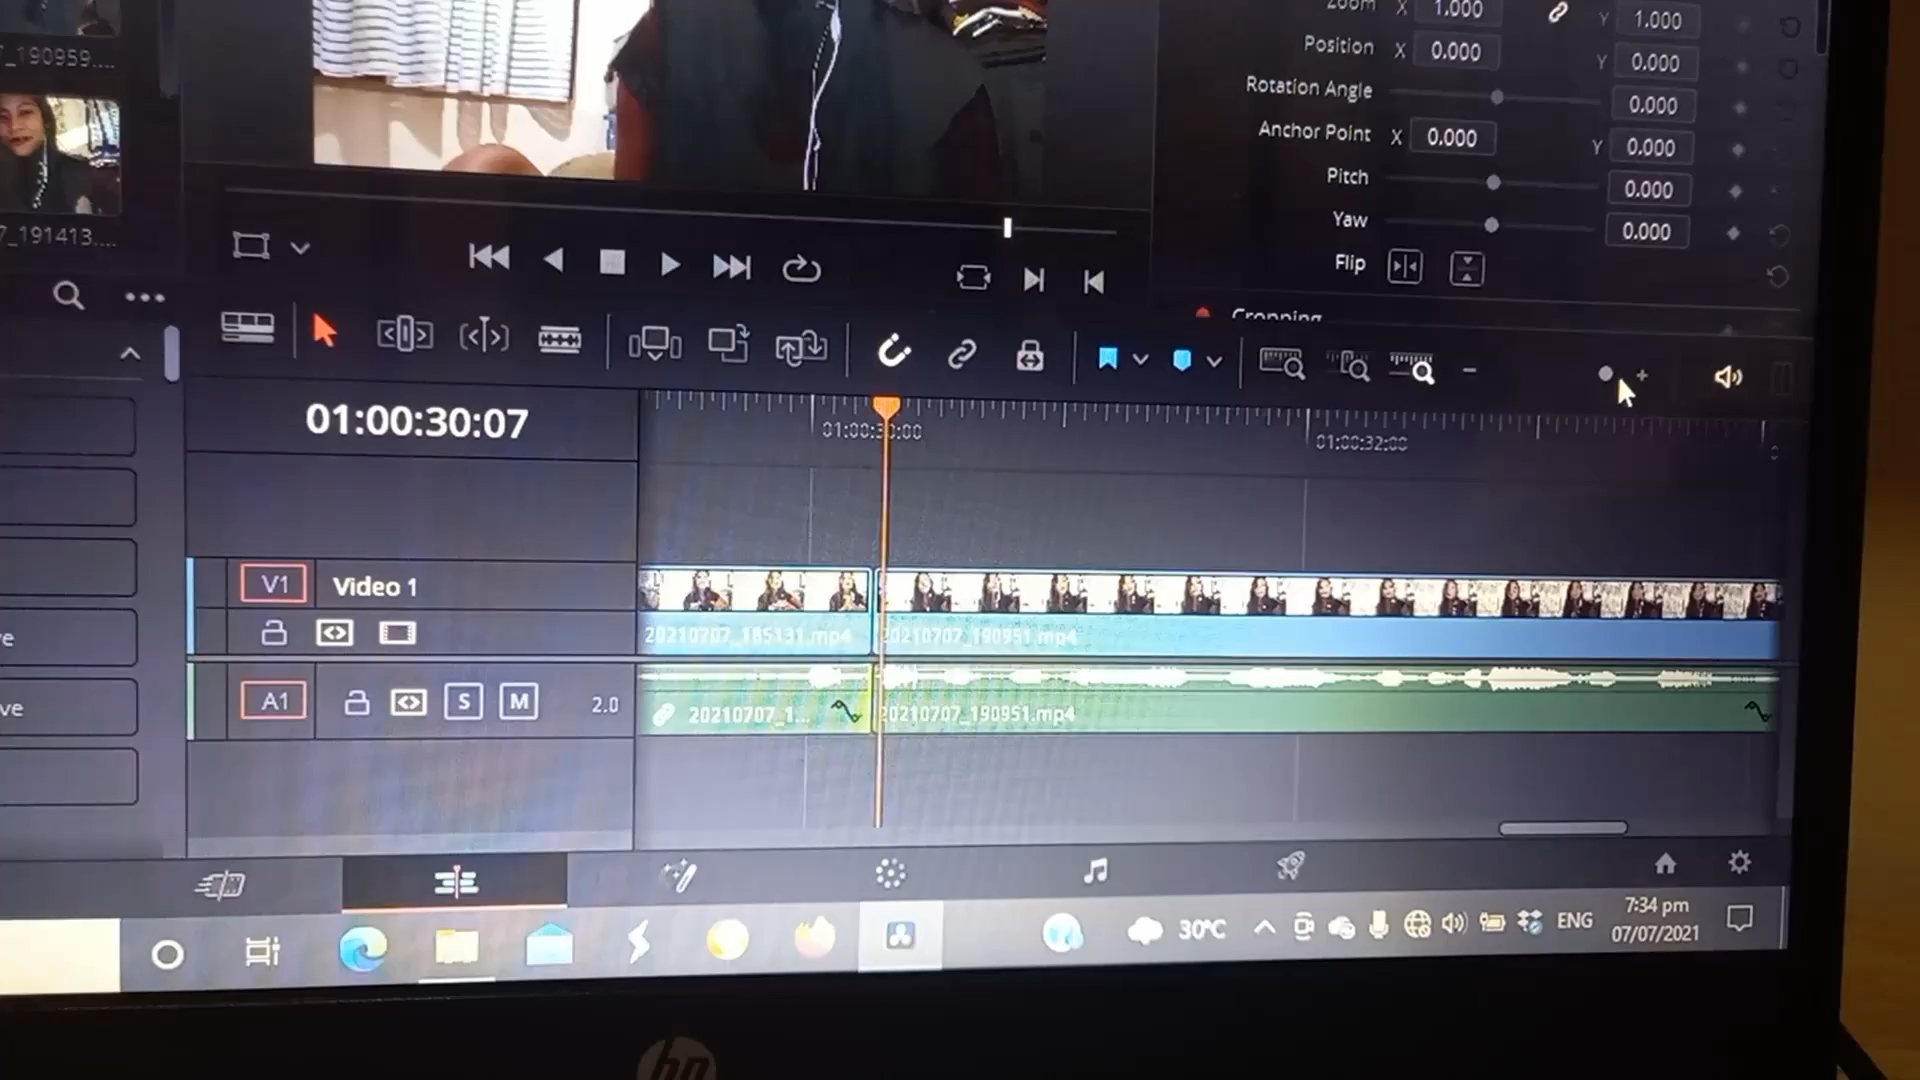 7_190959....
7_191413....
Zoom X 1.000 Y 1.000
Position X 0.000 Y 0.000
Rotation Angle 0.000
Anchor Point X 0.000 Y 0.000
Pitch 0.000
Yaw 0.000
Flip
Cropping
01:00:30:07
01:00:30:00
01:00:32:00
V1 Video 1
20210707_185131.mp4
20210707_190951.mp4
A1 S M 2.0
20210707_1...
20210707_190951.mp4
ve
30°C
ENG
7:34 pm
07/07/2021
hp